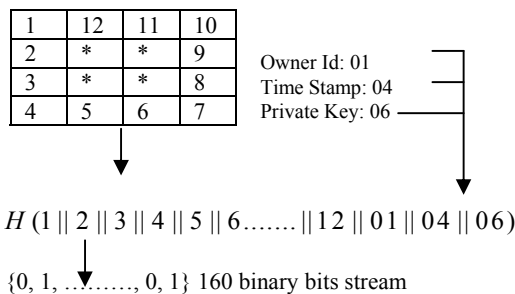 1 12 11 10
2 * * 9
3 * * 8
4 5 6 7
Owner Id: 01
Time Stamp: 04
Private Key: 06
H (1 || 2 || 3 || 4 || 5 || 6....... || 12 || 01 || 04 || 06)
{0, 1, ………, 0, 1} 160 binary bits stream